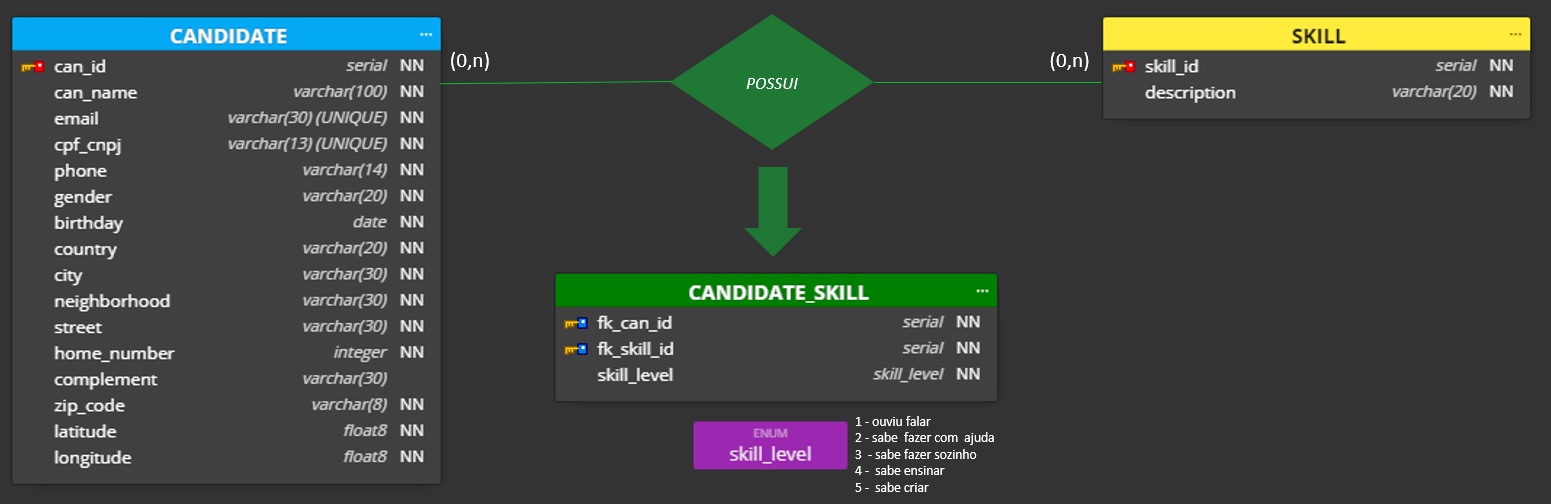 CANDIDATE ...
can_id serial NN
can_name varchar(100) NN
email varchar(30) (UNIQUE) NN
cpf_cnpj varchar(13) (UNIQUE) NN
phone varchar(14) NN
gender varchar(20) NN
birthday date NN
country varchar(20) NN
city varchar(30) NN
neighborhood varchar(30) NN
street varchar(30) NN
home_number integer NN
complement varchar(30)
zip_code varchar(8) NN
latitude float8 NN
longitude float8 NN
(0,n)
POSSUI
(0,n)
SKILL ...
skill_id serial NN
description varchar(20) NN
CANDIDATE_SKILL ...
fk_can_id serial NN
fk_skill_id serial NN
skill_level skill_level NN
ENUM
skill_level
1 - ouviu falar
2 - sabe fazer com ajuda
3 - sabe fazer sozinho
4 - sabe ensinar
5 - sabe criar